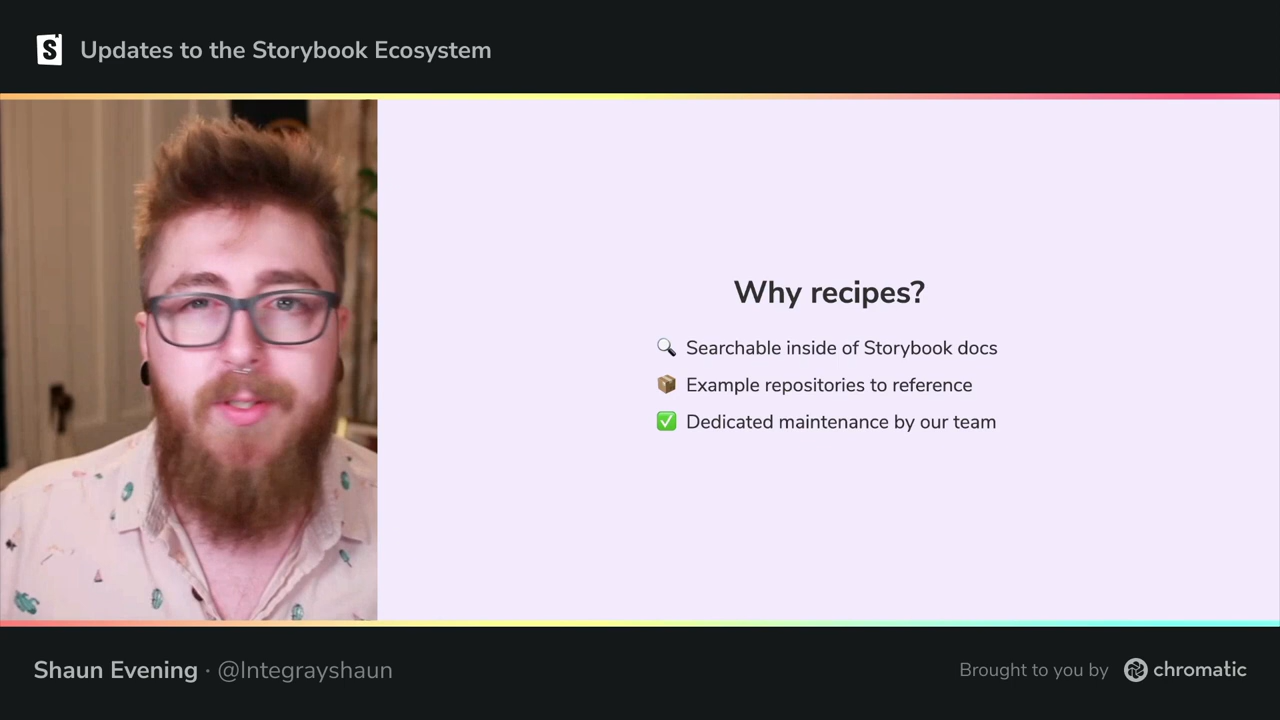 Updates to the Storybook Ecosystem
Why recipes?
🔍 Searchable inside of Storybook docs
📦 Example repositories to reference
✅ Dedicated maintenance by our team
Shaun Evening · @Integrayshaun
Brought to you by chromatic